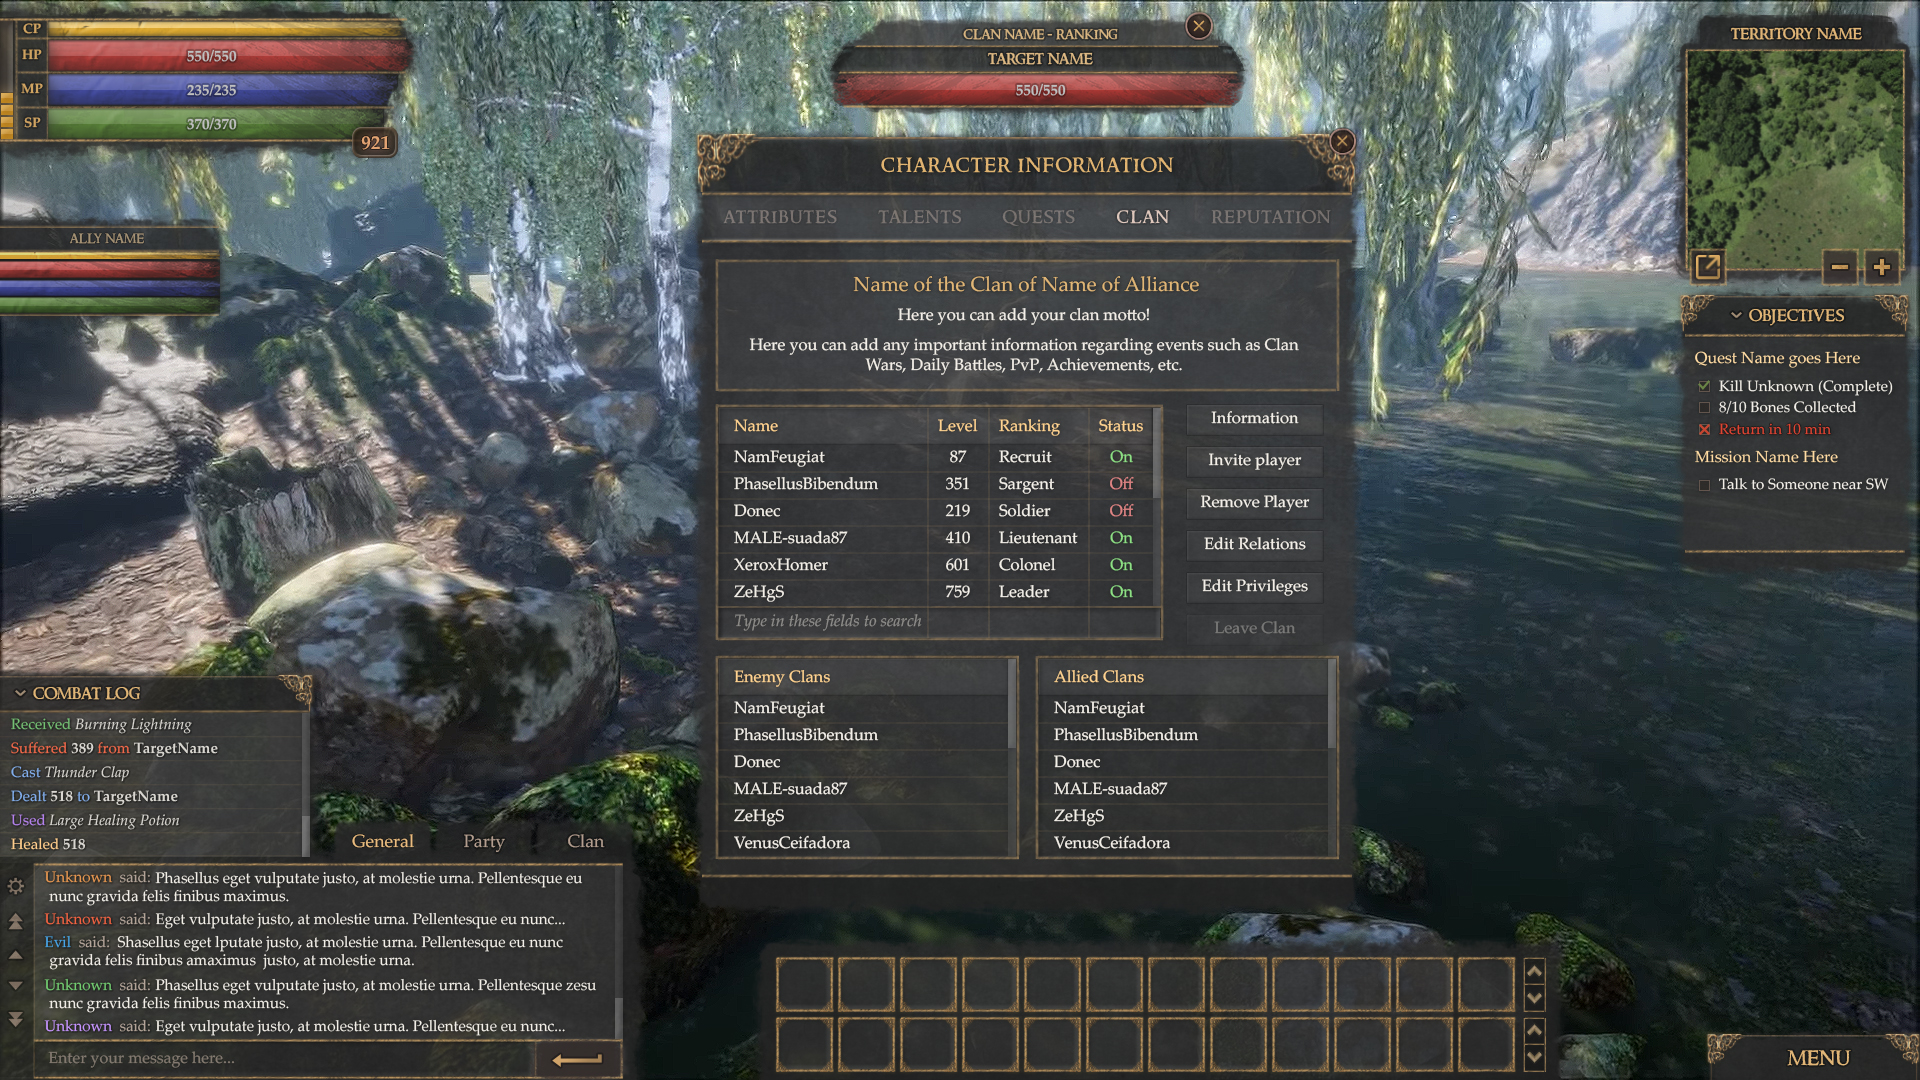 CP
HP 550/550
MP 235/235
SP 370/370
921
ALLY NAME
CLAN NAME - RANKING
TARGET NAME
550/550
TERRITORY NAME
CHARACTER INFORMATION
ATTRIBUTES TALENTS QUESTS CLAN REPUTATION
Name of the Clan of Name of Alliance
Here you can add your clan motto!
Here you can add any important information regarding events such as Clan
Wars, Daily Battles, PvP, Achievements, etc.
Name Level Ranking Status
NamFeugiat 87 Recruit On
PhasellusBibendum 351 Sargent Off
Donec 219 Soldier Off
MALE-suada87 410 Lieutenant On
XeroxHomer 601 Colonel On
ZeHgS 759 Leader On
Type in these fields to search
Information
Invite player
Remove Player
Edit Relations
Edit Privileges
Leave Clan
Enemy Clans
NamFeugiat
PhasellusBibendum
Donec
MALE-suada87
ZeHgS
VenusCeifadora
Allied Clans
NamFeugiat
PhasellusBibendum
Donec
MALE-suada87
ZeHgS
VenusCeifadora
OBJECTIVES
Quest Name goes Here
Kill Unknown (Complete)
8/10 Bones Collected
Return in 10 min
Mission Name Here
Talk to Someone near SW
COMBAT LOG
Received Burning Lightning
Suffered 389 from TargetName
Cast Thunder Clap
Dealt 518 to TargetName
Used Large Healing Potion
Healed 518
General Party Clan
Unknown said: Phasellus eget vulputate justo, at molestie urna. Pellentesque eu
nunc gravida felis finibus maximus.
Unknown said: Eget vulputate justo, at molestie urna. Pellentesque eu nunc...
Evil said: Shasellus eget lputate justo, at molestie urna. Pellentesque eu nunc
gravida felis finibus amaximus justo, at molestie urna.
Unknown said: Phasellus eget vulputate justo, at molestie urna. Pellentesque zesu
nunc gravida felis finibus maximus.
Unknown said: Eget vulputate justo, at molestie urna. Pellentesque eu nunc...
Enter your message here...
MENU